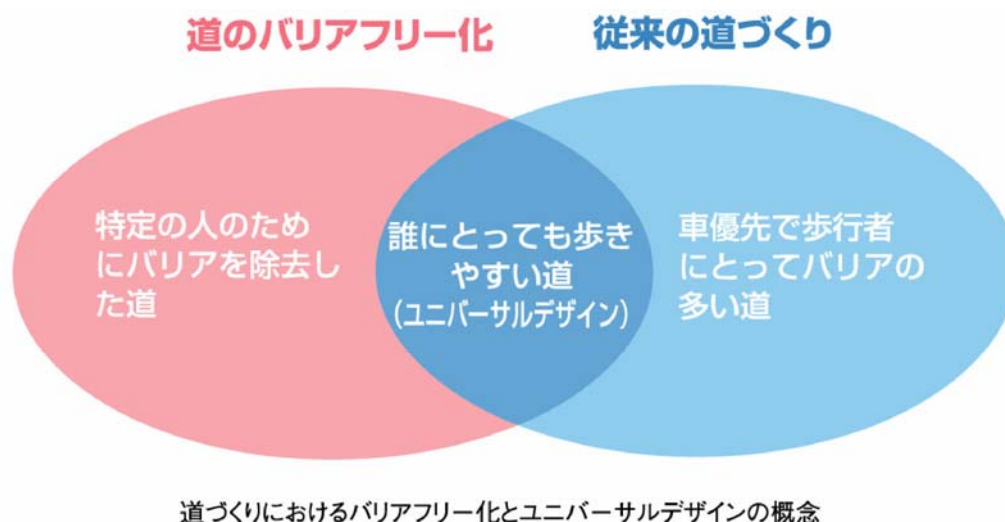 道のバリアフリー化
従来の道づくり
特定の人のため
にバリアを除去し
た道
誰にとっても歩き
やすい道
(ユニバーサルデザイン)
車優先で歩行者
にとってバリアの
多い道
道づくりにおけるバリアフリー化とユニバーサルデザインの概念